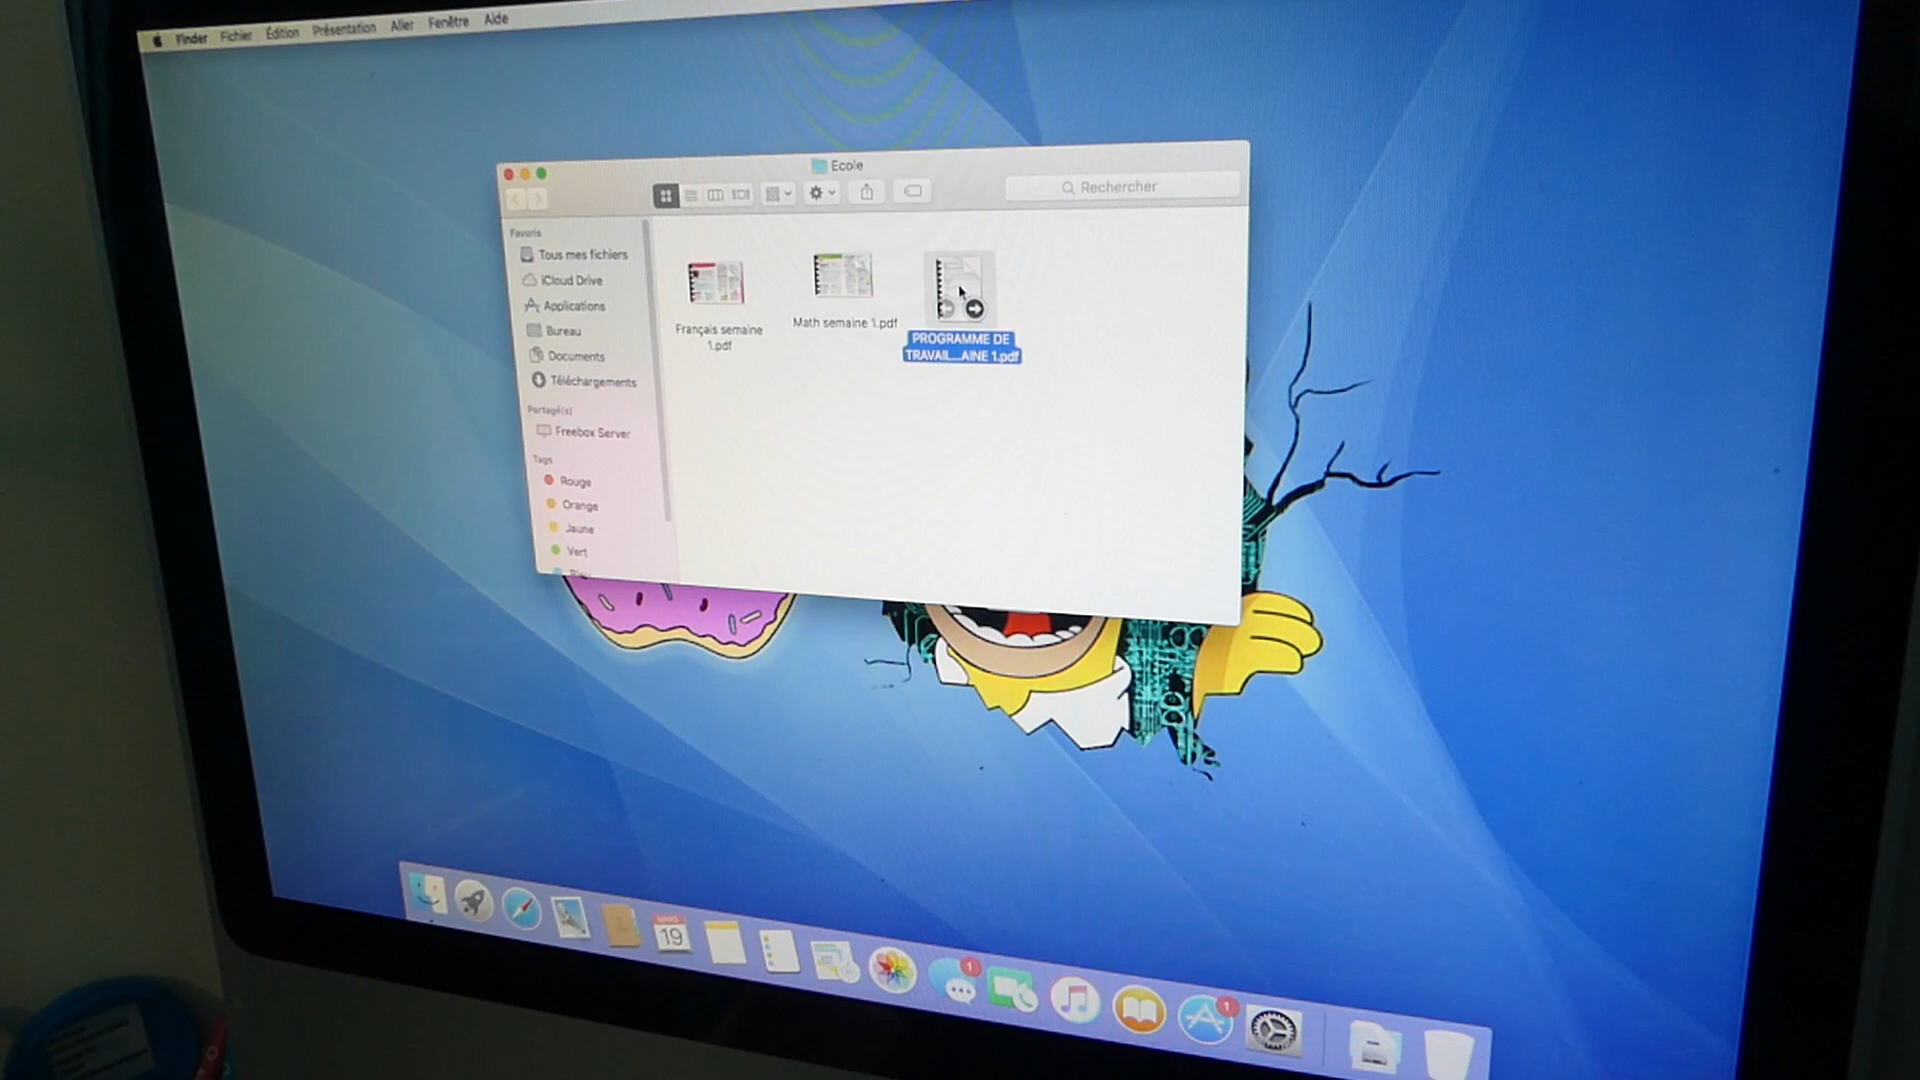 Finder Fichier Édition Présentation Aller Fenêtre Aide
Ecole
Rechercher
Favoris
Tous mes fichiers
iCloud Drive
Applications
Bureau
Documents
Téléchargements
Partagé(s)
Freebox Server
Tags
Rouge
Orange
Jaune
Vert
Français semaine
1.pdf
Math semaine 1.pdf
PROGRAMME DE
TRAVAIL...AINE 1.pdf
MARS
19
1
1